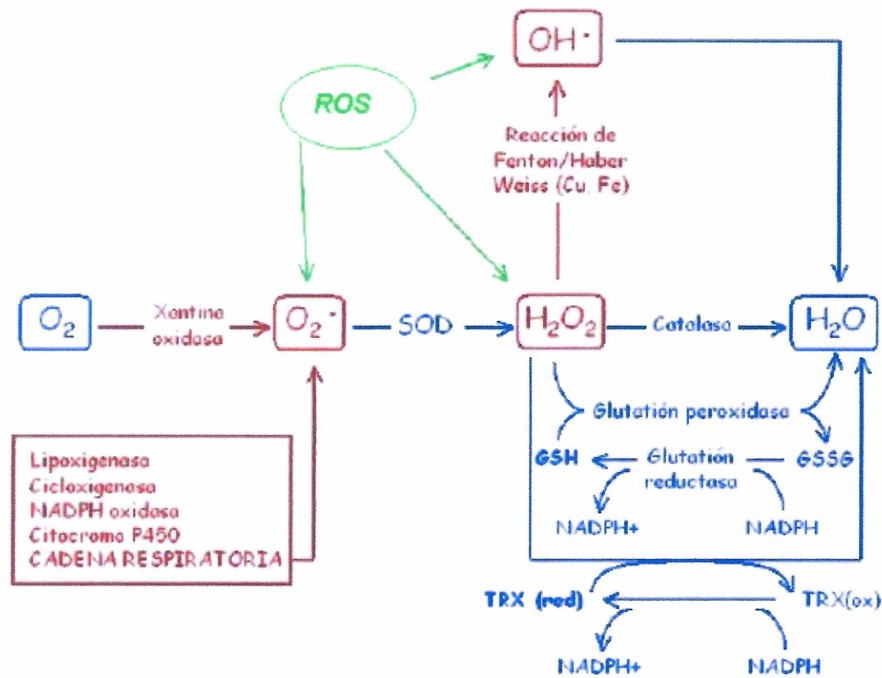 OH·
ROS
Reacción de
Fenton/Haber
Weiss (Cu, Fe)
O2
Xantina
oxidasa
O2·
SOD
H2O2
Catalasa
H2O
Glutatión peroxidasa
Lipoxigenasa
Cicloxigenasa
NADPH oxidasa
Citocromo P450
CADENA RESPIRATORIA
GSH
Glutatión
reductasa
GSSG
NADPH+
NADPH
TRX (red)
TRX(ox)
NADPH+
NADPH